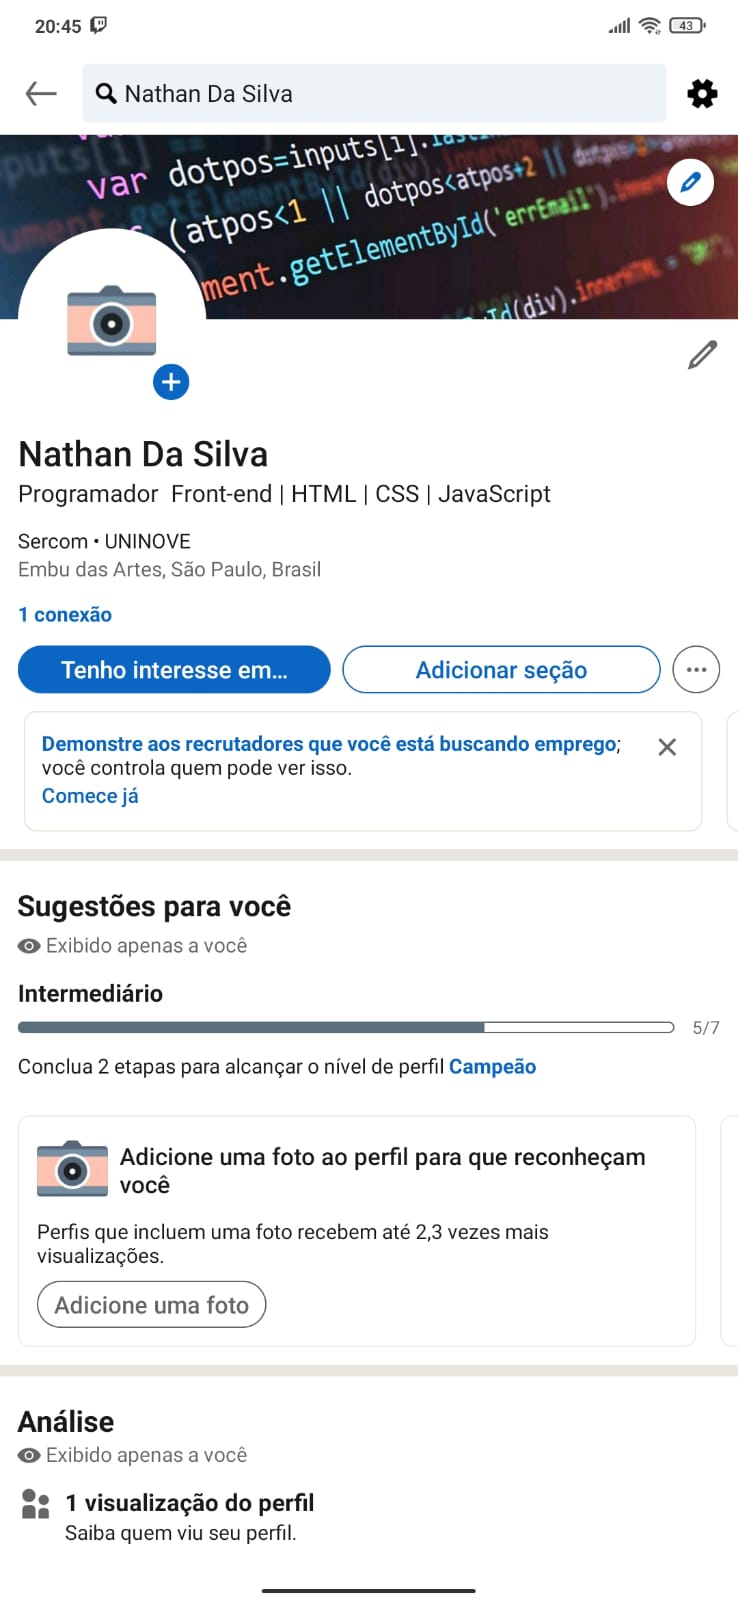 20:45
43
Nathan Da Silva
var dotpos=inputs[i].
(atpos<1 || dotpos<atpos+2 ||
ment.getElementById('errEmail').
Id(div).innerHTML =
Nathan Da Silva
Programador  Front-end | HTML | CSS | JavaScript
Sercom • UNINOVE
Embu das Artes, São Paulo, Brasil
1 conexão
Tenho interesse em...
Adicionar seção
Demonstre aos recrutadores que você está buscando emprego;
você controla quem pode ver isso.
Comece já
Sugestões para você
Exibido apenas a você
Intermediário
5/7
Conclua 2 etapas para alcançar o nível de perfil Campeão
Adicione uma foto ao perfil para que reconheçam
você
Perfis que incluem uma foto recebem até 2,3 vezes mais
visualizações.
Adicione uma foto
Análise
Exibido apenas a você
1 visualização do perfil
Saiba quem viu seu perfil.